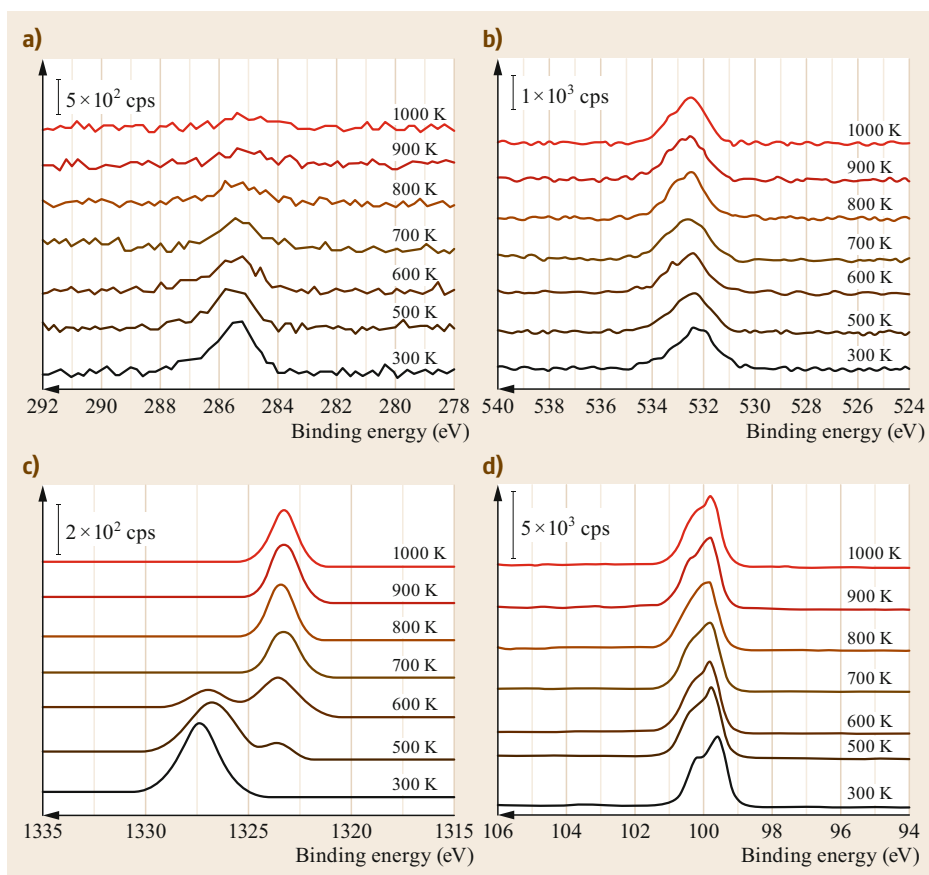 a)
5 × 10² cps
1000 K
900 K
800 K
700 K
600 K
500 K
300 K
292 290 288 286 284 282 280 278
Binding energy (eV)
b)
1 × 10³ cps
1000 K
900 K
800 K
700 K
600 K
500 K
300 K
540 538 536 534 532 530 528 526 524
Binding energy (eV)
c)
2 × 10² cps
1000 K
900 K
800 K
700 K
600 K
500 K
300 K
1335 1330 1325 1320 1315
Binding energy (eV)
d)
5 × 10³ cps
1000 K
900 K
800 K
700 K
600 K
500 K
300 K
106 104 102 100 98 96 94
Binding energy (eV)